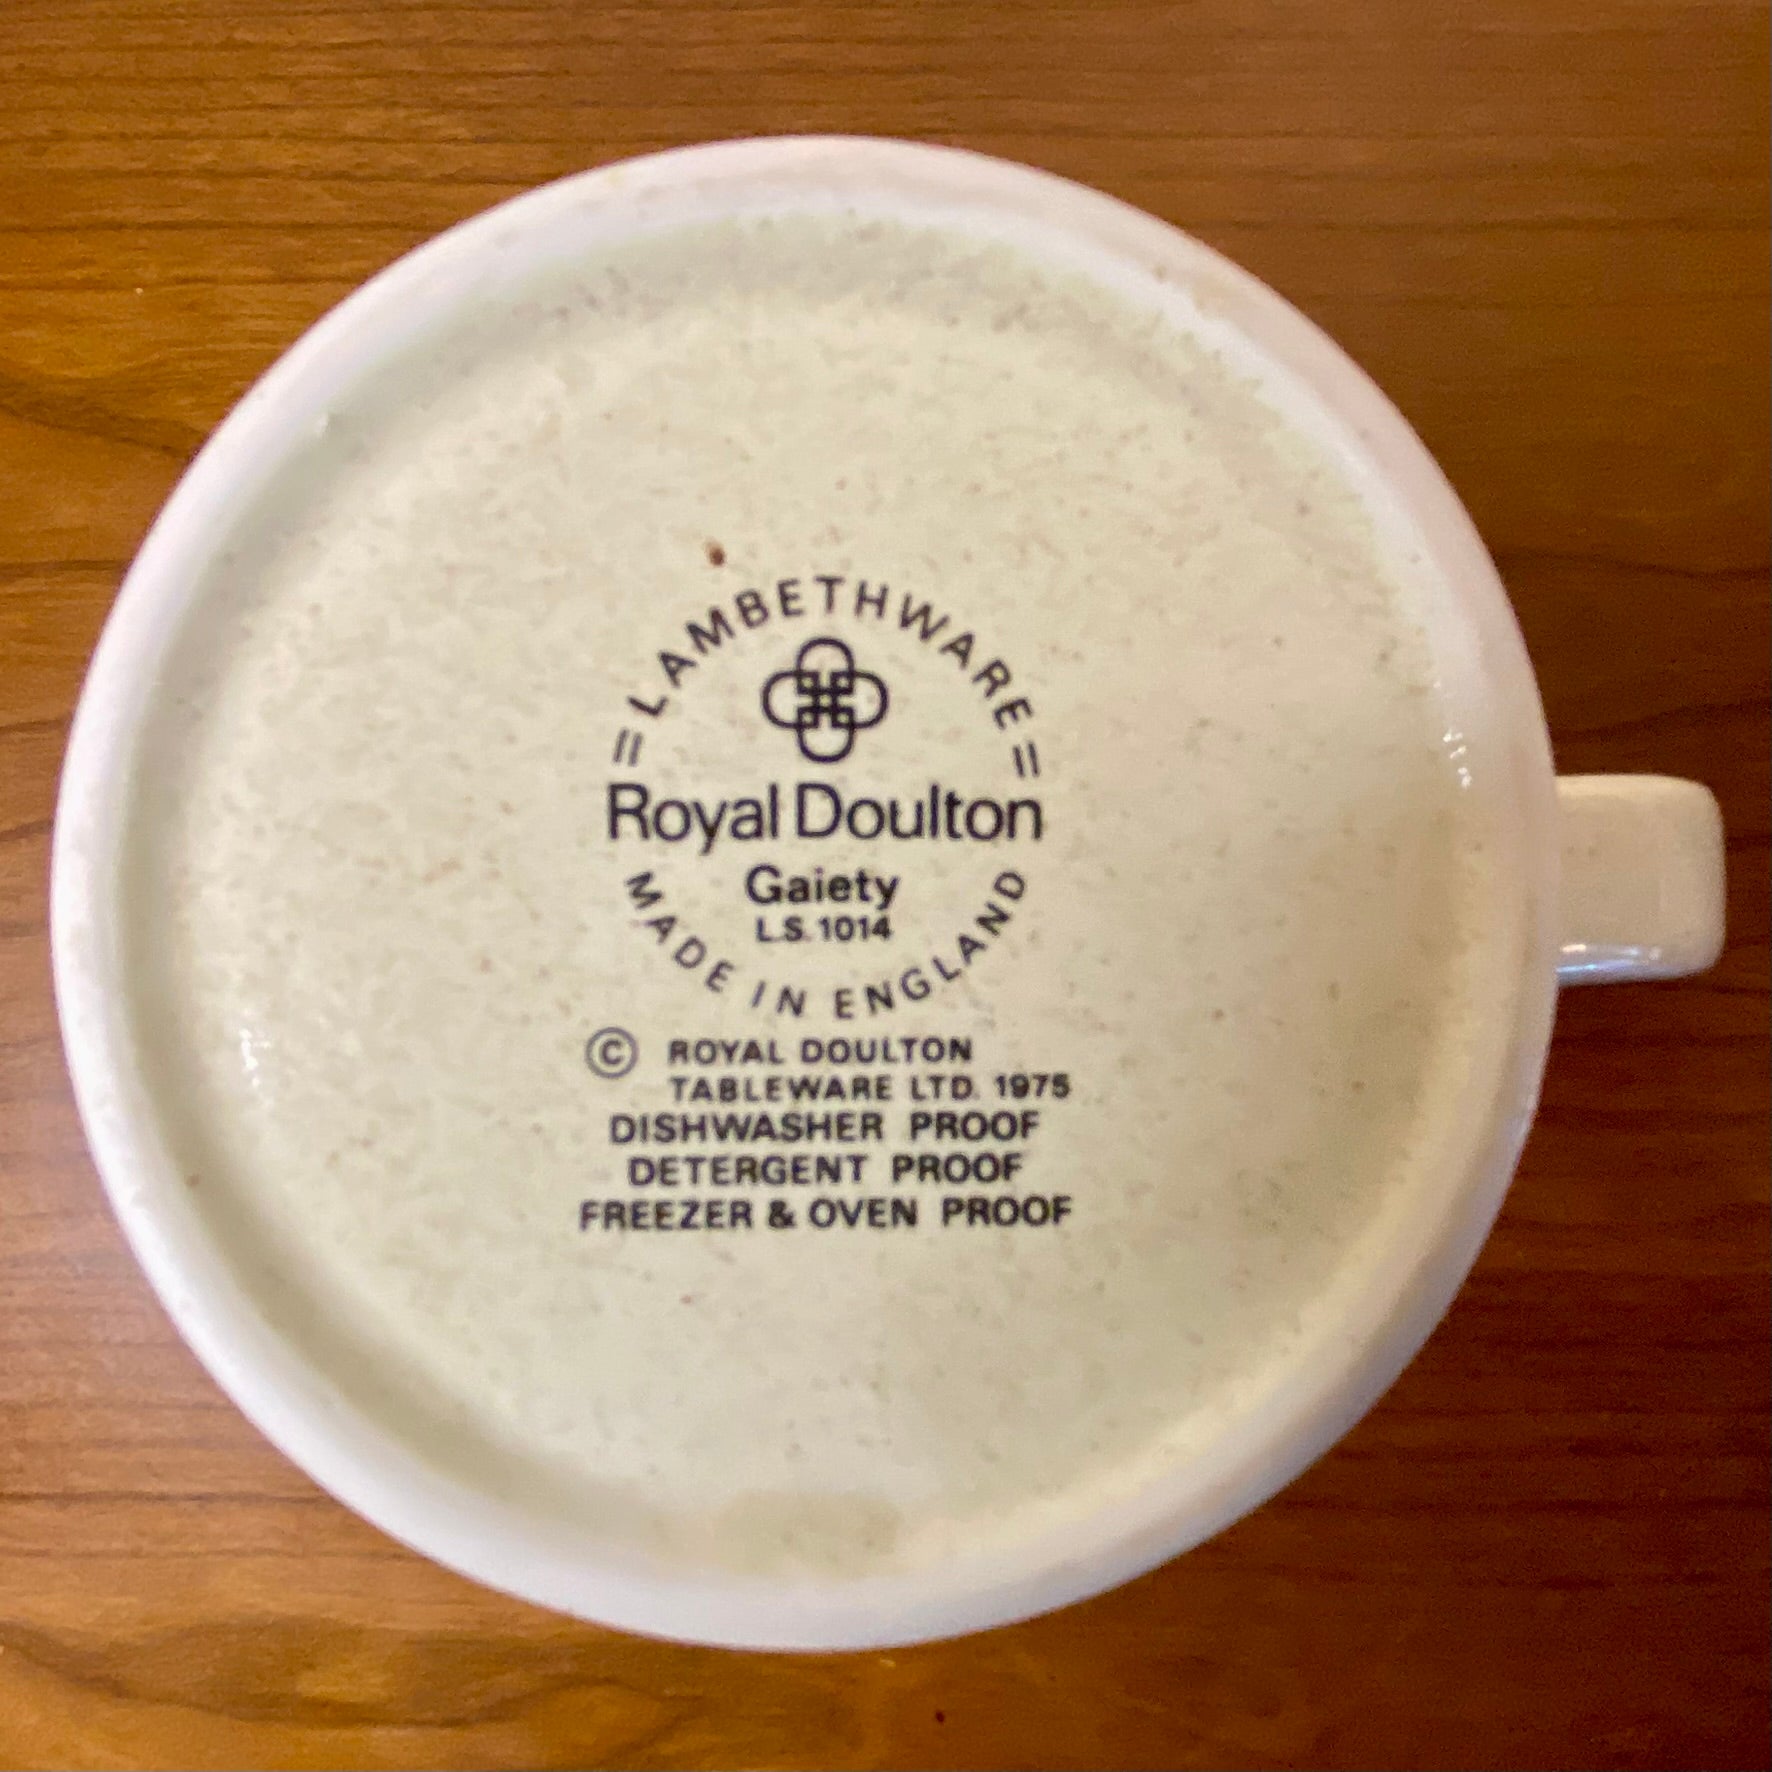 =LAMBETHWARE=
Royal Doulton
Gaiety
L.S. 1014
MADE IN ENGLAND
© ROYAL DOULTON
TABLEWARE LTD. 1975
DISHWASHER PROOF
DETERGENT PROOF
FREEZER & OVEN PROOF